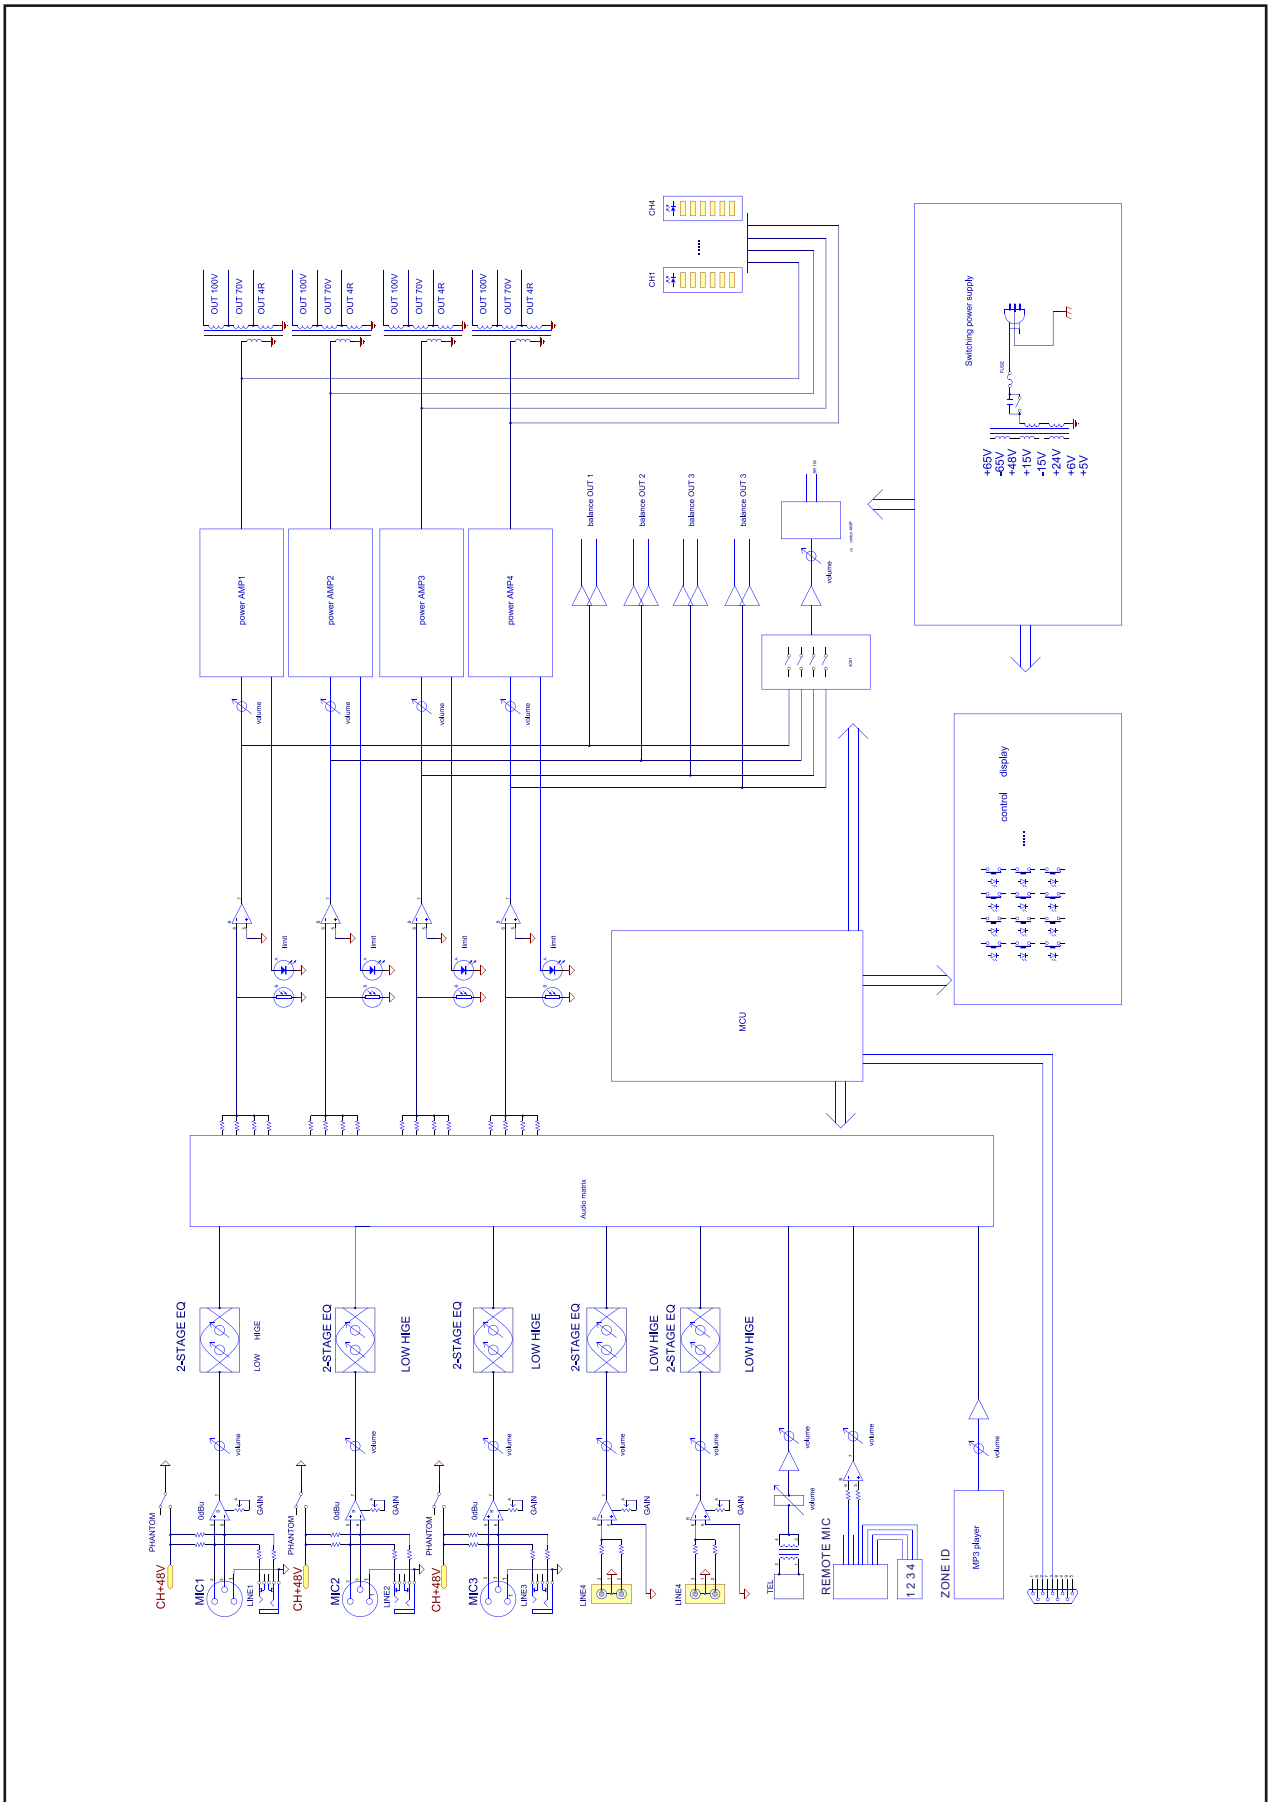 CH4
CH1
OUT 100V
OUT 70V
OUT 4R
OUT 100V
OUT 70V
OUT 4R
OUT 100V
OUT 70V
OUT 4R
OUT 100V
OUT 70V
OUT 4R
Switching power supply
FUSE
+65V
-65V
+48V
+15V
-15V
+24V
+6V
+5V
balance OUT 1
balance OUT 2
balance OUT 3
balance OUT 3
power AMP1
power AMP2
power AMP3
power AMP4
volume
volume
volume
volume
volume
control display
limit
limit
limit
limit
MCU
Audio matrix
2-STAGE EQ
LOW HIGE
2-STAGE EQ
LOW HIGE
2-STAGE EQ
LOW HIGE
2-STAGE EQ
LOW HIGE
2-STAGE EQ
LOW HIGE
volume
volume
volume
volume
volume
volume
volume
volume
volume
PHANTOM
0dBu
GAIN
PHANTOM
0dBu
GAIN
PHANTOM
0dBu
GAIN
GAIN
GAIN
CH+48V
MIC1
LINE1
CH+48V
MIC2
LINE2
CH+48V
MIC3
LINE3
LINE4
LINE4
TEL
REMOTE MIC
1 2 3 4
ZONE ID
MP3 player